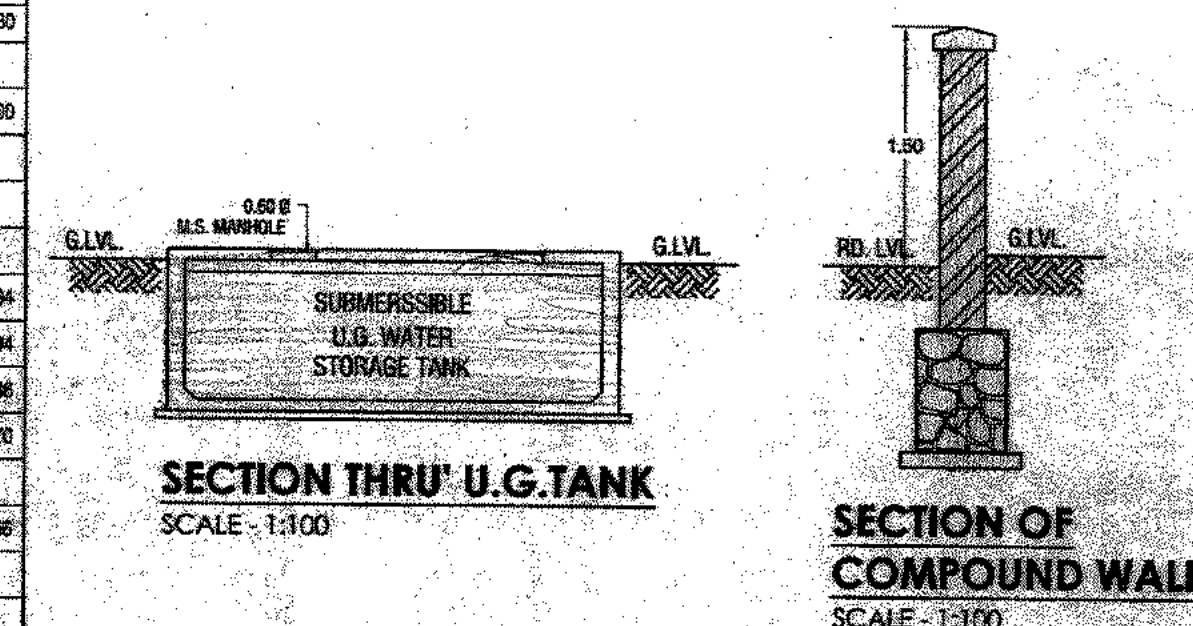 0.60 Ø
M.S. MANHOLE
G.LVL.
G.LVL.
SUBMERSSIBLE
U.G. WATER
STORAGE TANK
SECTION THRU' U.G.TANK
SCALE - 1:100
1.50
RD. LVL.
G.LVL.
SECTION OF
COMPOUND WALL
SCALE - 1:100